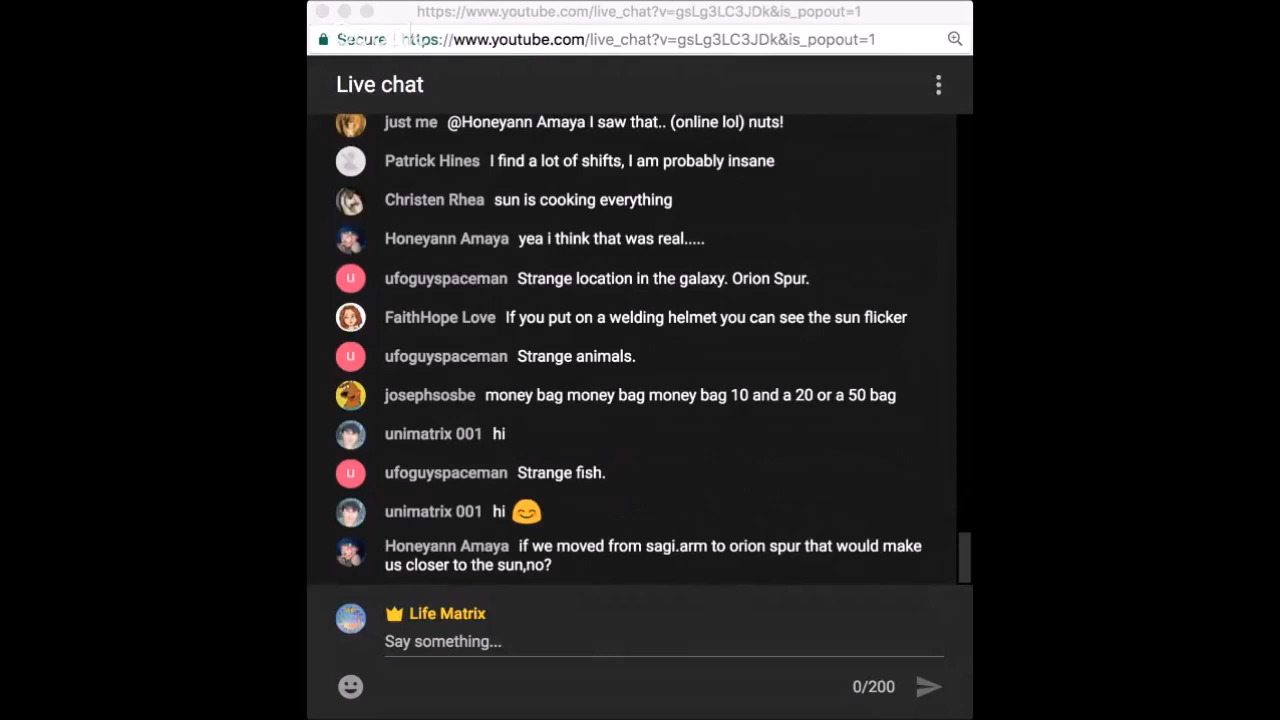 https://www.youtube.com/live_chat?v=gsLg3LC3JDk&is_popout=1
Secure https://www.youtube.com/live_chat?v=gsLg3LC3JDk&is_popout=1
Live chat
just me @Honeyann Amaya I saw that.. (online lol) nuts!
Patrick Hines I find a lot of shifts, I am probably insane
Christen Rhea sun is cooking everything
Honeyann Amaya yea i think that was real.....
u ufoguyspaceman Strange location in the galaxy. Orion Spur.
FaithHope Love If you put on a welding helmet you can see the sun flicker
u ufoguyspaceman Strange animals.
josephsosbe money bag money bag money bag 10 and a 20 or a 50 bag
unimatrix 001 hi
u ufoguyspaceman Strange fish.
unimatrix 001 hi 😊
Honeyann Amaya if we moved from sagi.arm to orion spur that would make
us closer to the sun,no?
Life Matrix
Say something...
0/200